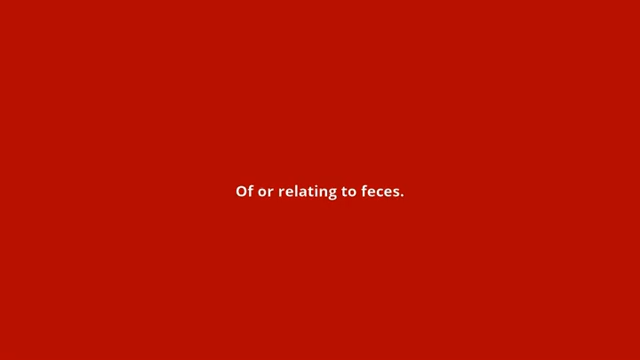 Of or relating to feces.